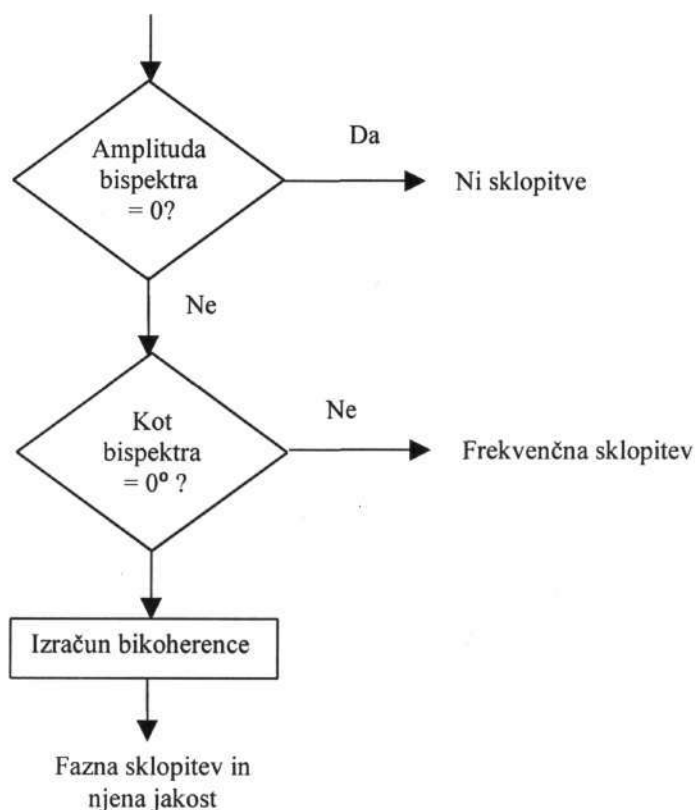 Da
Amplituda
bispektra
= 0?
Ni sklopitve
Ne
Ne
Kot
bispektra
= 0º ?
Frekvenčna sklopitev
Izračun bikoherence
Fazna sklopitev in
njena jakost